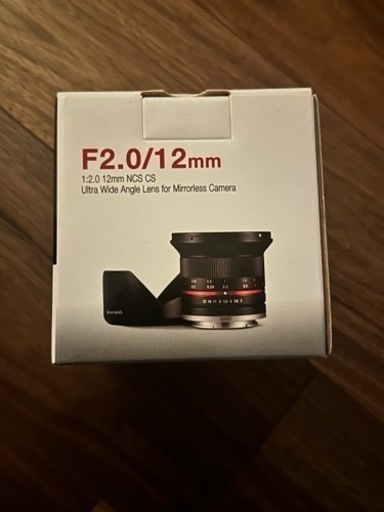 F2.0/12mm
1:2.0 12mm NCS CS
Ultra Wide Angle Lens for Mirrorless Camera